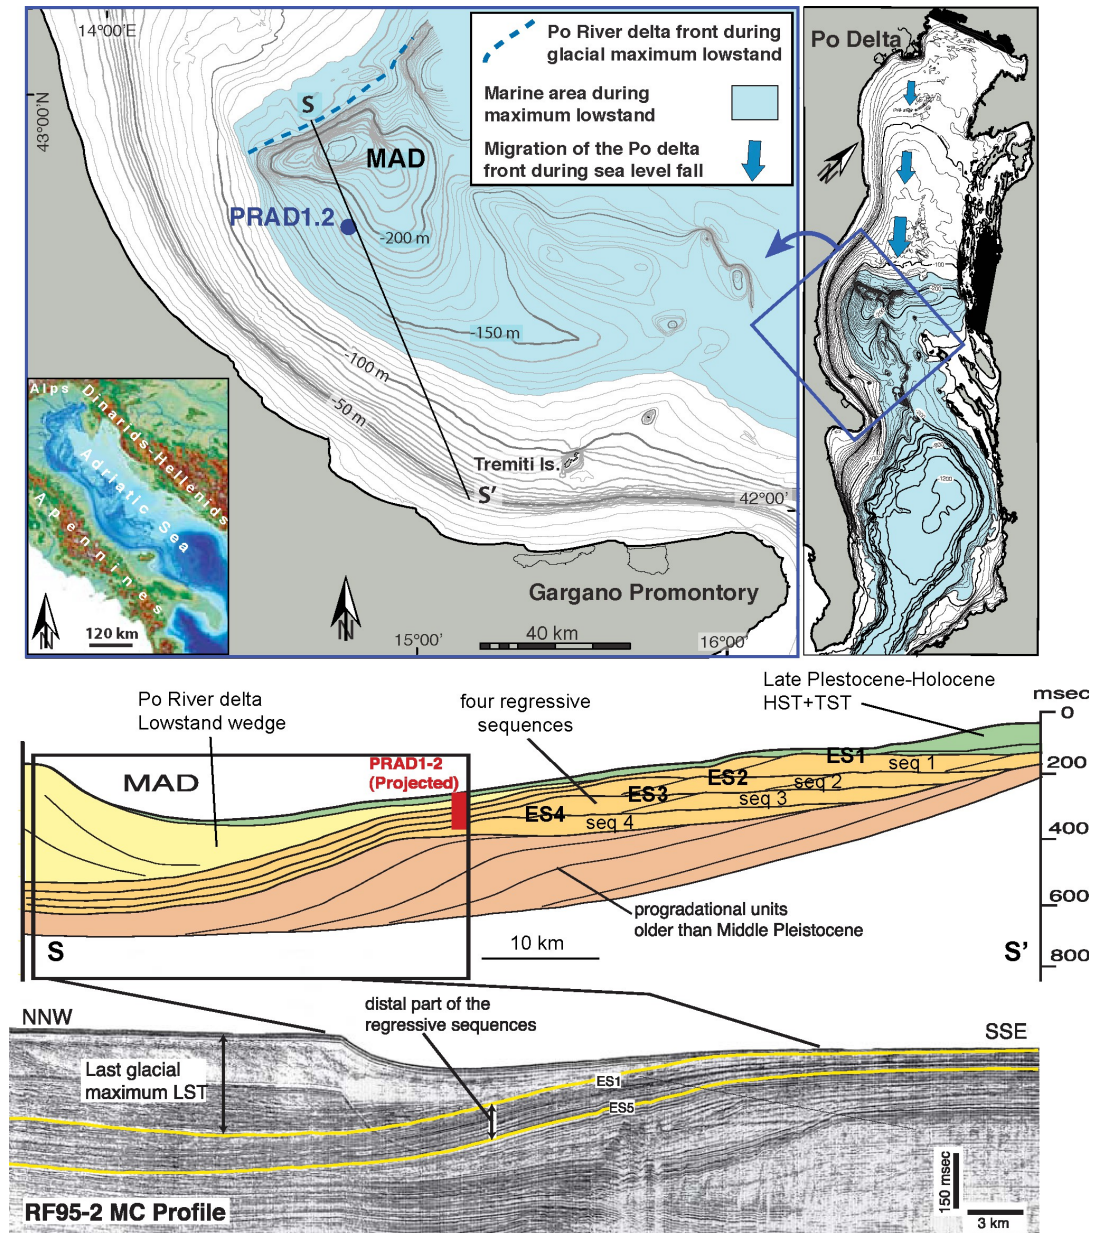 14°00'E
43°00'N
Po River delta front during
glacial maximum lowstand
Marine area during
maximum lowstand
Migration of the Po delta
front during sea level fall
S
MAD
PRAD1.2
-200 m
-150 m
-100 m
-50 m
Tremiti Is.
S'
42°00'
Gargano Promontory
N
15°00'
40 km
16°00'
Alps
Dinarids-Hellenids
Adriatic Sea
Apennines
N
120 km
Po Delta
N
-100
-200
-1200
Po River delta
Lowstand wedge
four regressive
sequences
Late Plestocene-Holocene
HST+TST
msec
0
200
400
600
800
MAD
PRAD1-2
(Projected)
ES1
seq 1
ES2
seq 2
ES3
seq 3
ES4
seq 4
progradational units
older than Middle Pleistocene
10 km
S
S’
NNW
distal part of the
regressive sequences
SSE
Last glacial
maximum LST
ES1
ES5
RF95-2 MC Profile
150 msec
3 km